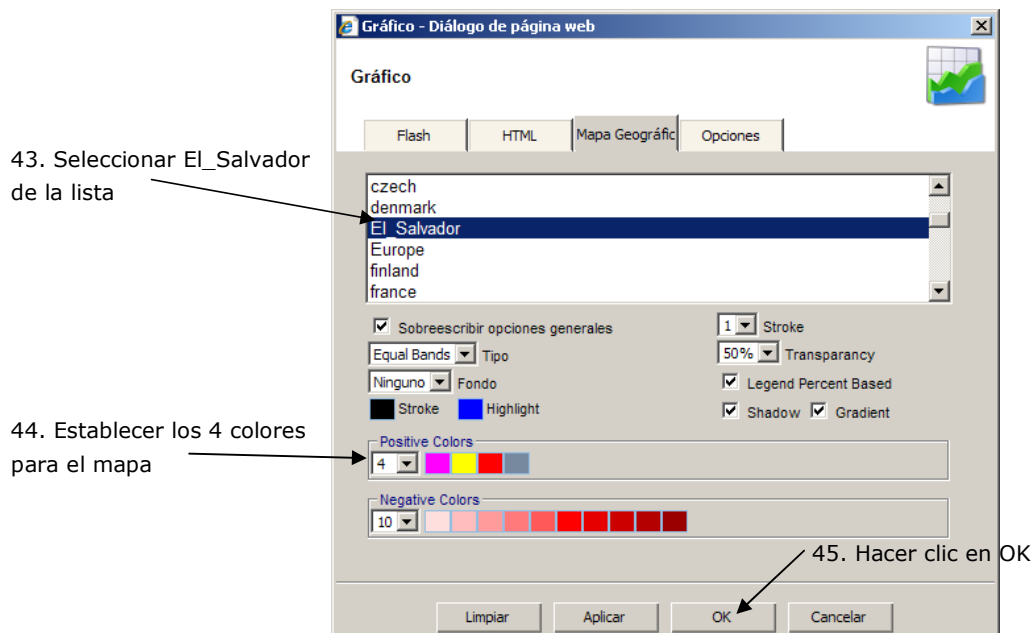 Gráfico - Diálogo de página web
Gráfico
Flash HTML Mapa Geográfic Opciones
43. Seleccionar El_Salvador
de la lista
czech
denmark
El_Salvador
Europe
finland
france
Sobreescribir opciones generales 1 Stroke
Equal Bands Tipo 50% Transparancy
Ninguno Fondo Legend Percent Based
Stroke Highlight Shadow Gradient
44. Establecer los 4 colores
para el mapa
Positive Colors
4
Negative Colors
10
45. Hacer clic en OK
Limpiar Aplicar OK Cancelar